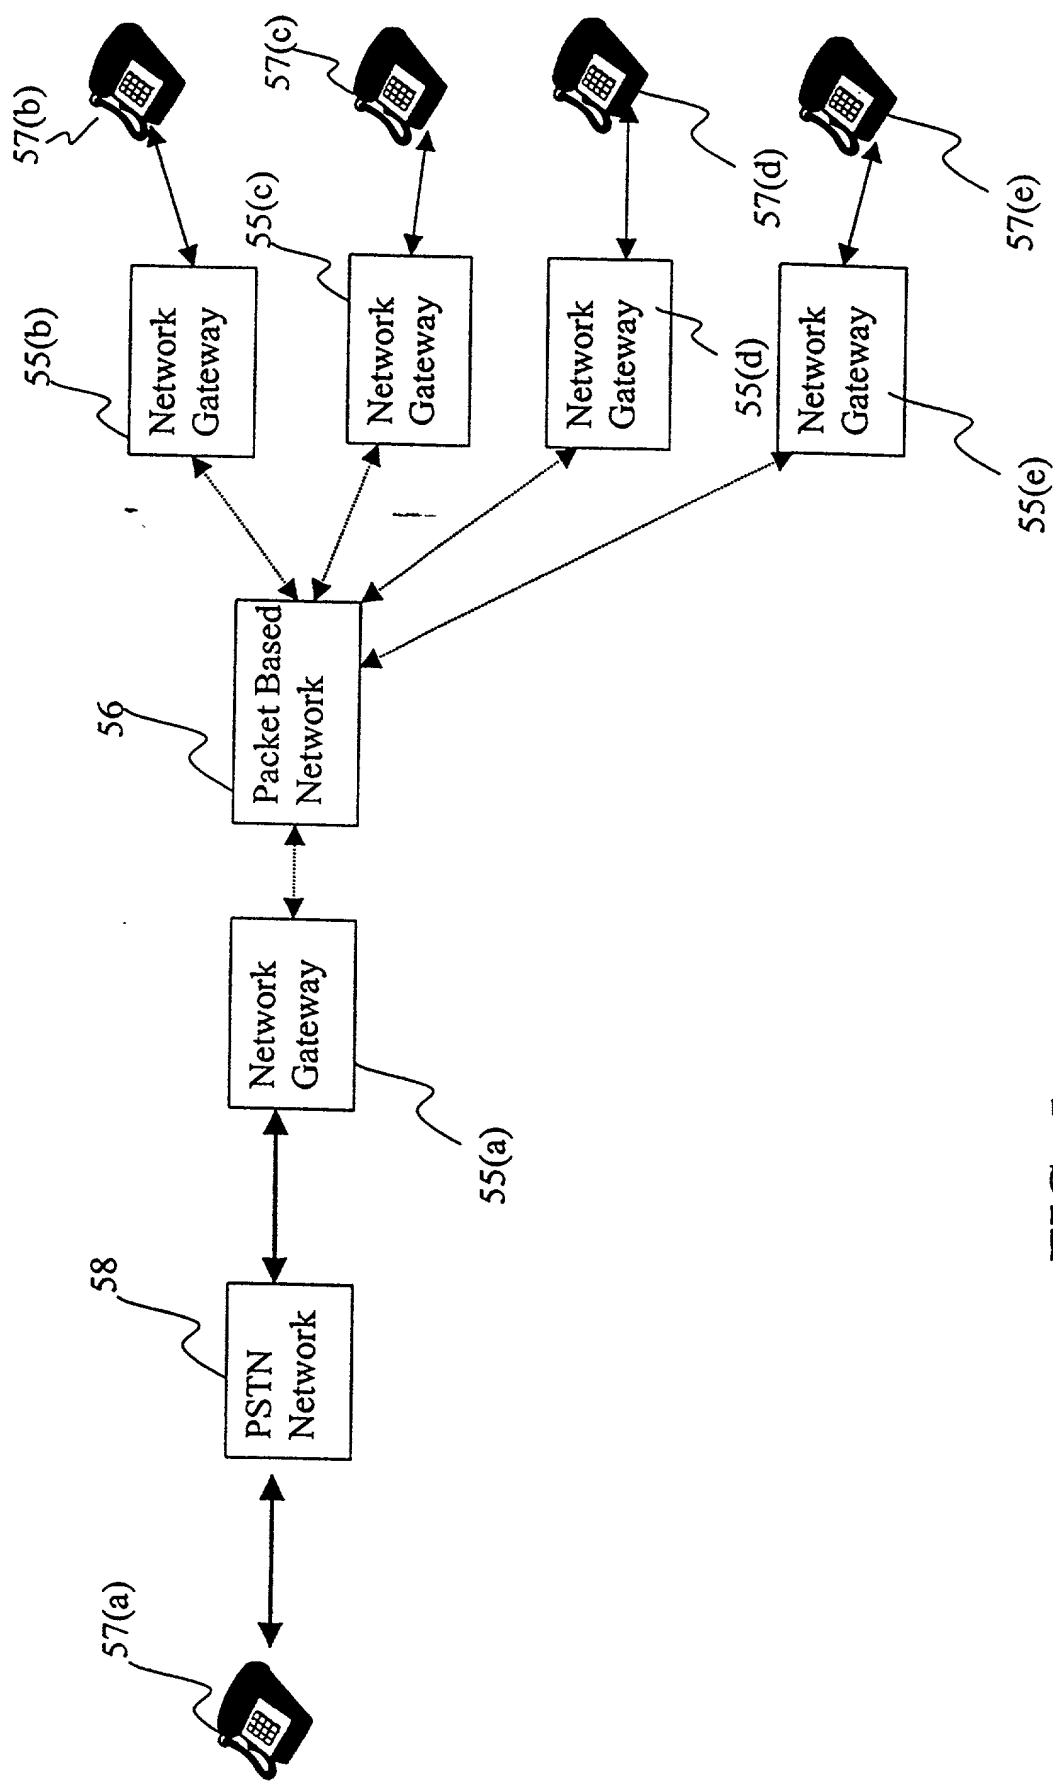 57(b)
57(c)
57(d)
57(e)
55(b)
Network
Gateway
55(c)
Network
Gateway
Network
Gateway
55(d)
Network
Gateway
55(e)
56
Packet Based
Network
Network
Gateway
55(a)
58
PSTN
Network
57(a)